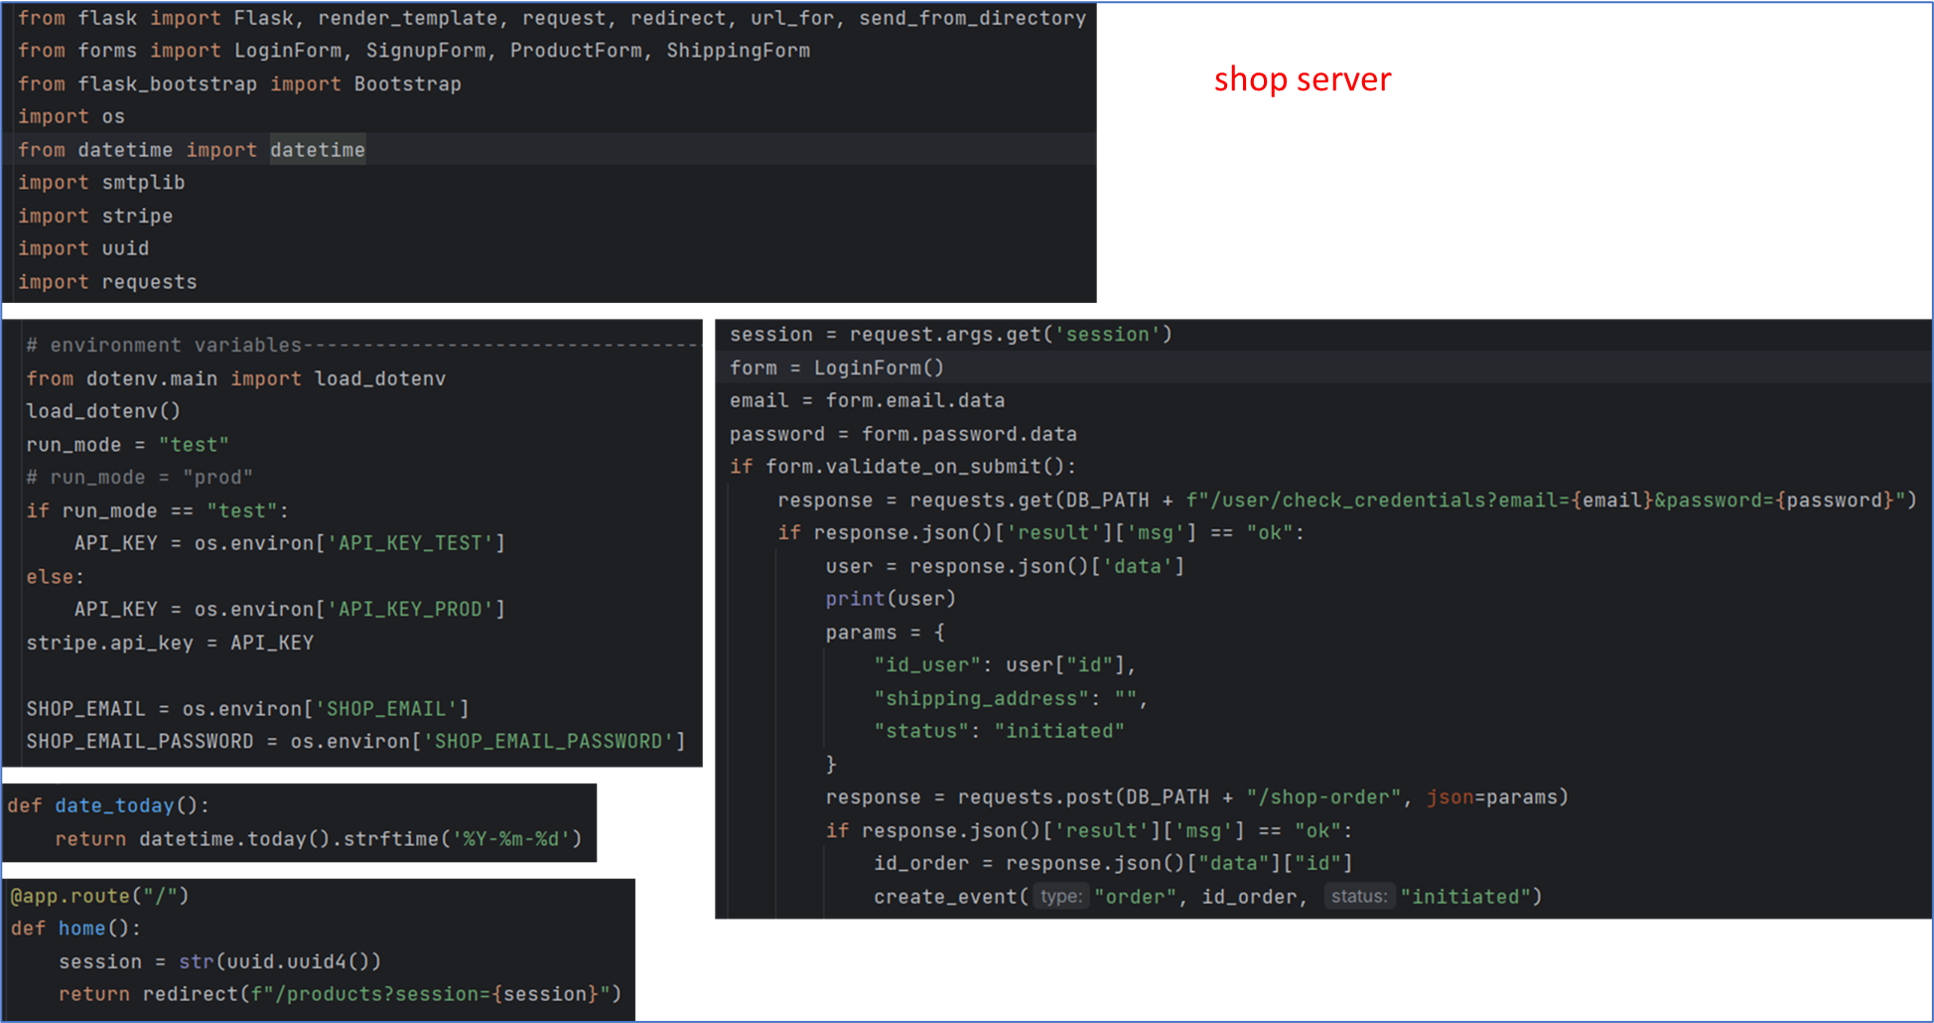 from flask import Flask, render_template, request, redirect, url_for, send_from_directory
from forms import LoginForm, SignupForm, ProductForm, ShippingForm
from flask_bootstrap import Bootstrap
import os
from datetime import datetime
import smtplib
import stripe
import uuid
import requests
shop server
# environment variables---------------------------------
from dotenv.main import load_dotenv
load_dotenv()
run_mode = "test"
# run_mode = "prod"
if run_mode == "test":
    API_KEY = os.environ['API_KEY_TEST']
else:
    API_KEY = os.environ['API_KEY_PROD']
stripe.api_key = API_KEY
SHOP_EMAIL = os.environ['SHOP_EMAIL']
SHOP_EMAIL_PASSWORD = os.environ['SHOP_EMAIL_PASSWORD']
def date_today():
    return datetime.today().strftime('%Y-%m-%d')
@app.route("/")
def home():
    session = str(uuid.uuid4())
    return redirect(f"/products?session={session}")
session = request.args.get('session')
form = LoginForm()
email = form.email.data
password = form.password.data
if form.validate_on_submit():
    response = requests.get(DB_PATH + f"/user/check_credentials?email={email}&password={password}")
    if response.json()['result']['msg'] == "ok":
        user = response.json()['data']
        print(user)
        params = {
            "id_user": user["id"],
            "shipping_address": "",
            "status": "initiated"
        }
        response = requests.post(DB_PATH + "/shop-order", json=params)
        if response.json()['result']['msg'] == "ok":
            id_order = response.json()["data"]["id"]
            create_event( type: "order", id_order, status: "initiated")